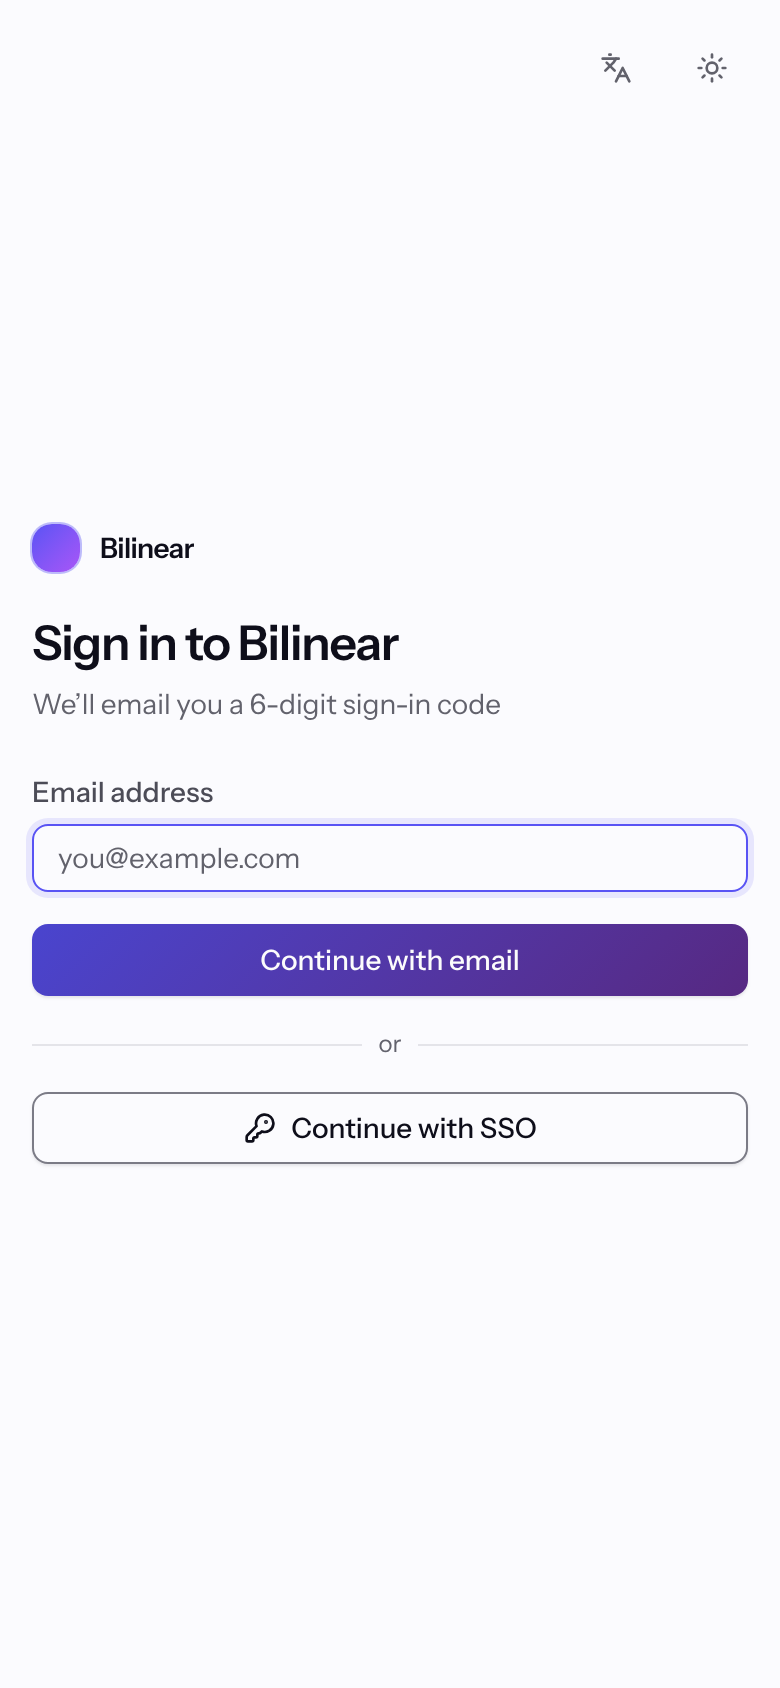 Bilinear
Sign in to Bilinear
We’ll email you a 6-digit sign-in code
Email address
you@example.com
Continue with email
or
Continue with SSO